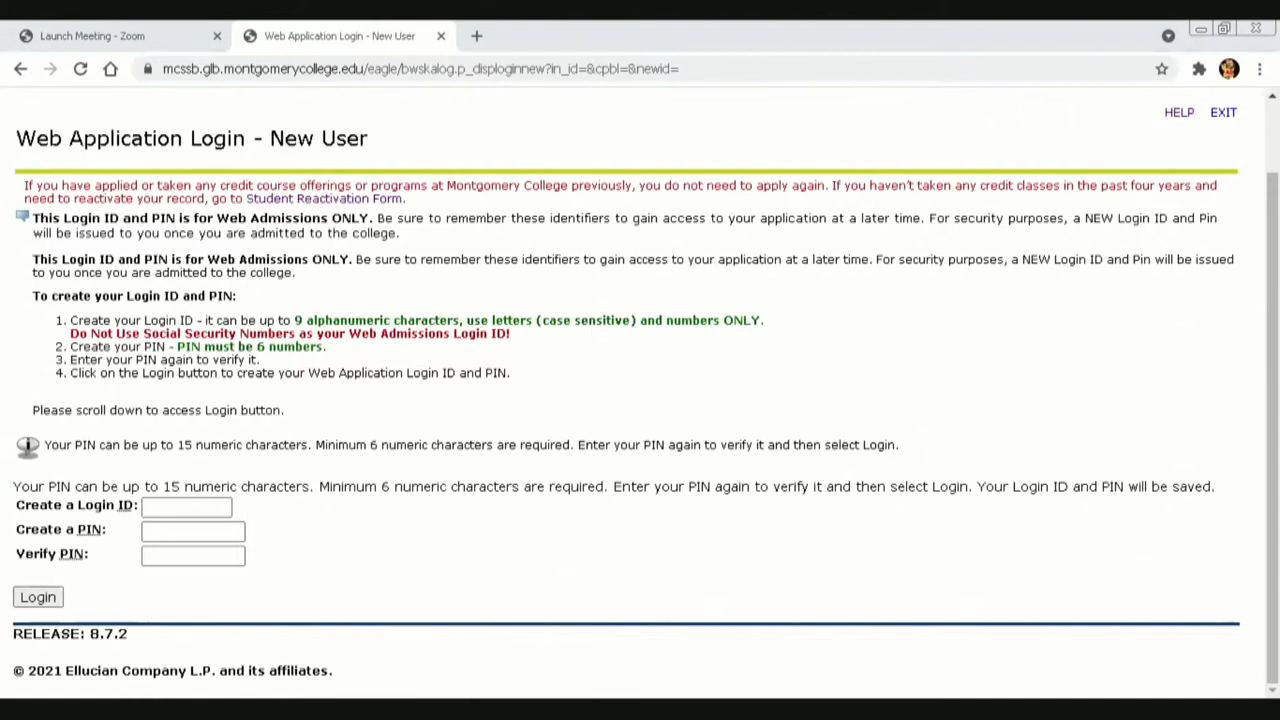 Launch Meeting - Zoom
Web Application Login - New User
mcssb.glb.montgomerycollege.edu/eagle/bwskalog.p_disploginnew?in_id=&cpbl=&newid=
HELP EXIT
Web Application Login - New User
If you have applied or taken any credit course offerings or programs at Montgomery College previously, you do not need to apply again. If you haven't taken any credit classes in the past four years and
need to reactivate your record, go to Student Reactivation Form.
This Login ID and PIN is for Web Admissions ONLY. Be sure to remember these identifiers to gain access to your application at a later time. For security purposes, a NEW Login ID and Pin
will be issued to you once you are admitted to the college.
This Login ID and PIN is for Web Admissions ONLY. Be sure to remember these identifiers to gain access to your application at a later time. For security purposes, a NEW Login ID and Pin will be issued
to you once you are admitted to the college.
To create your Login ID and PIN:
1. Create your Login ID - it can be up to 9 alphanumeric characters, use letters (case sensitive) and numbers ONLY.
Do Not Use Social Security Numbers as your Web Admissions Login ID!
2. Create your PIN - PIN must be 6 numbers.
3. Enter your PIN again to verify it.
4. Click on the Login button to create your Web Application Login ID and PIN.
Please scroll down to access Login button.
Your PIN can be up to 15 numeric characters. Minimum 6 numeric characters are required. Enter your PIN again to verify it and then select Login.
Your PIN can be up to 15 numeric characters. Minimum 6 numeric characters are required. Enter your PIN again to verify it and then select Login. Your Login ID and PIN will be saved.
Create a Login ID:
Create a PIN:
Verify PIN:
Login
RELEASE: 8.7.2
© 2021 Ellucian Company L.P. and its affiliates.